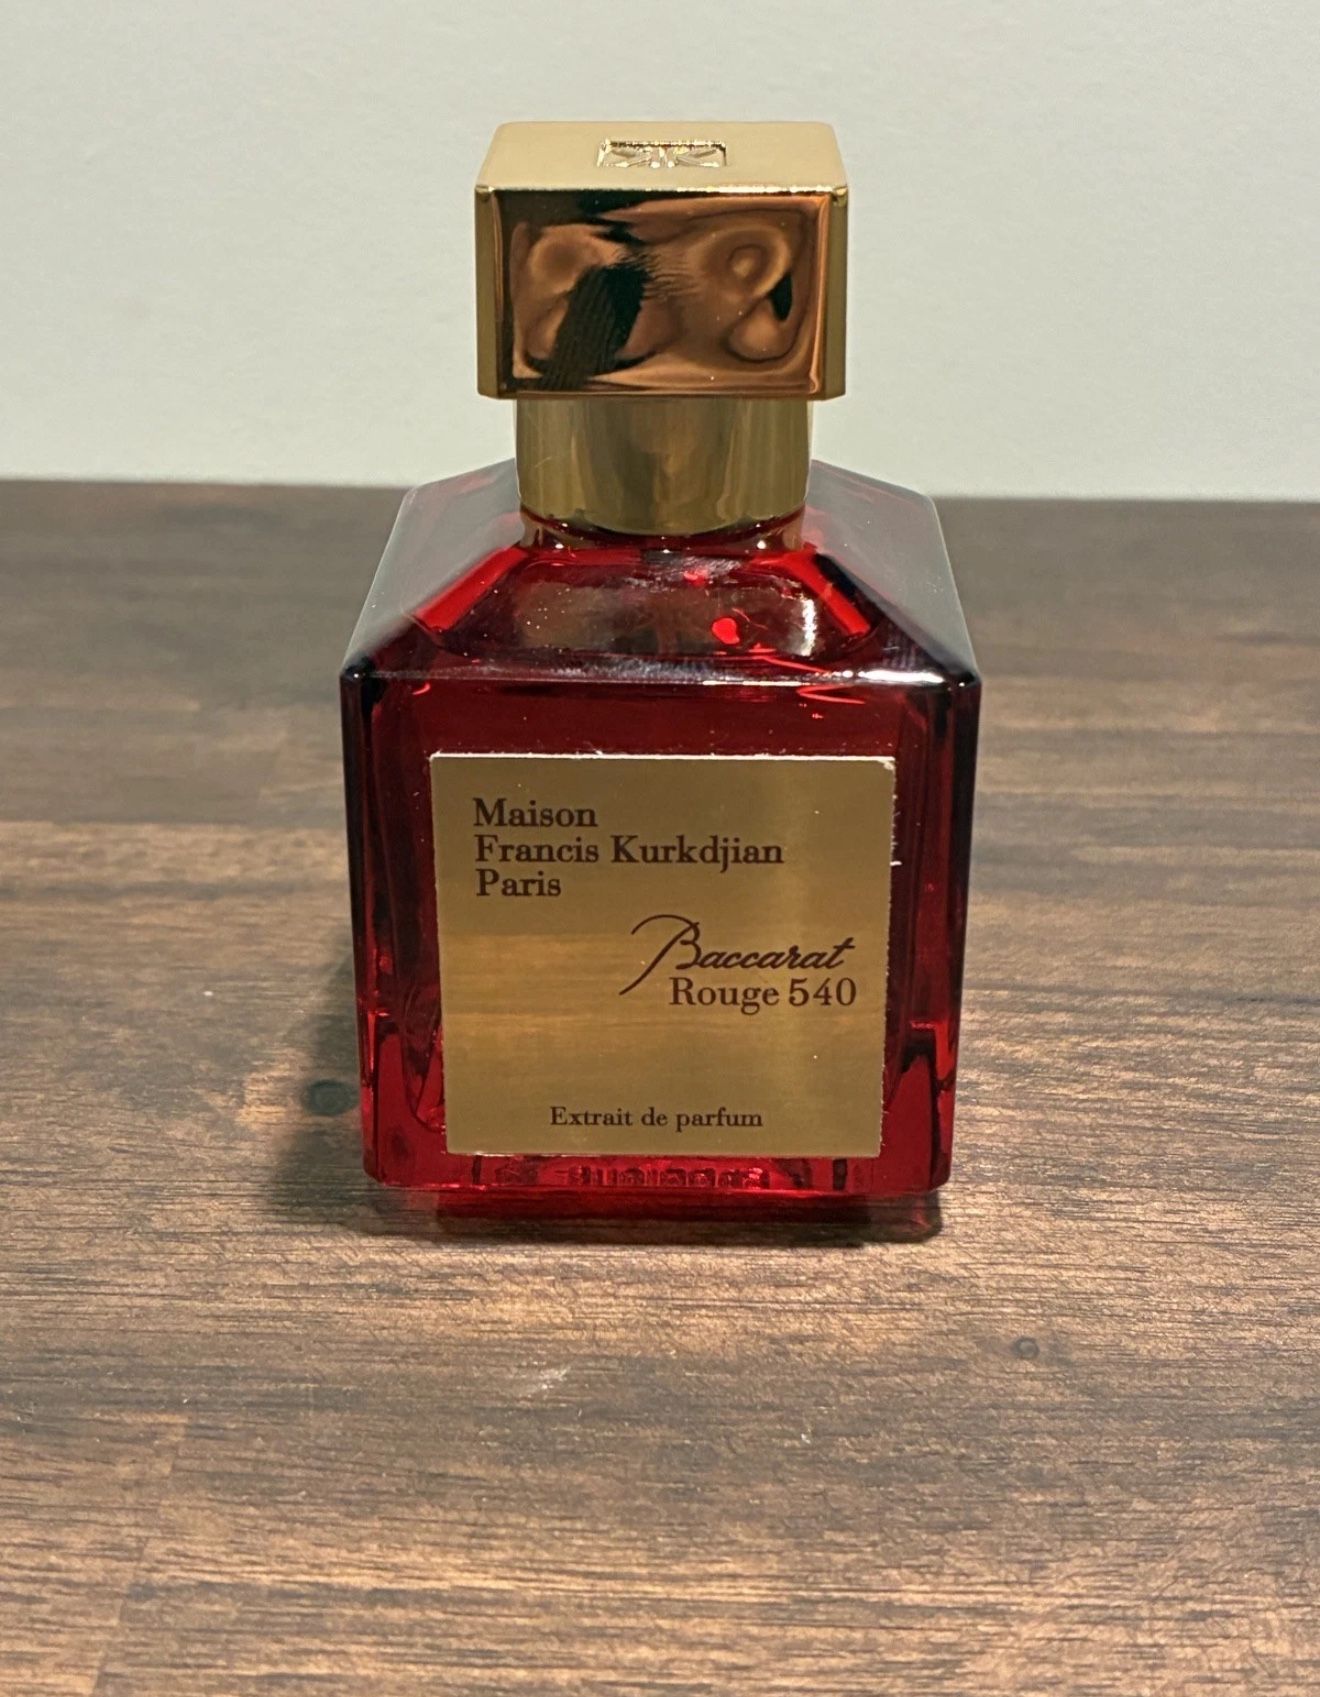 Maison
Francis Kurkdjian
Paris
Baccarat
Rouge 540
Extrait de parfum